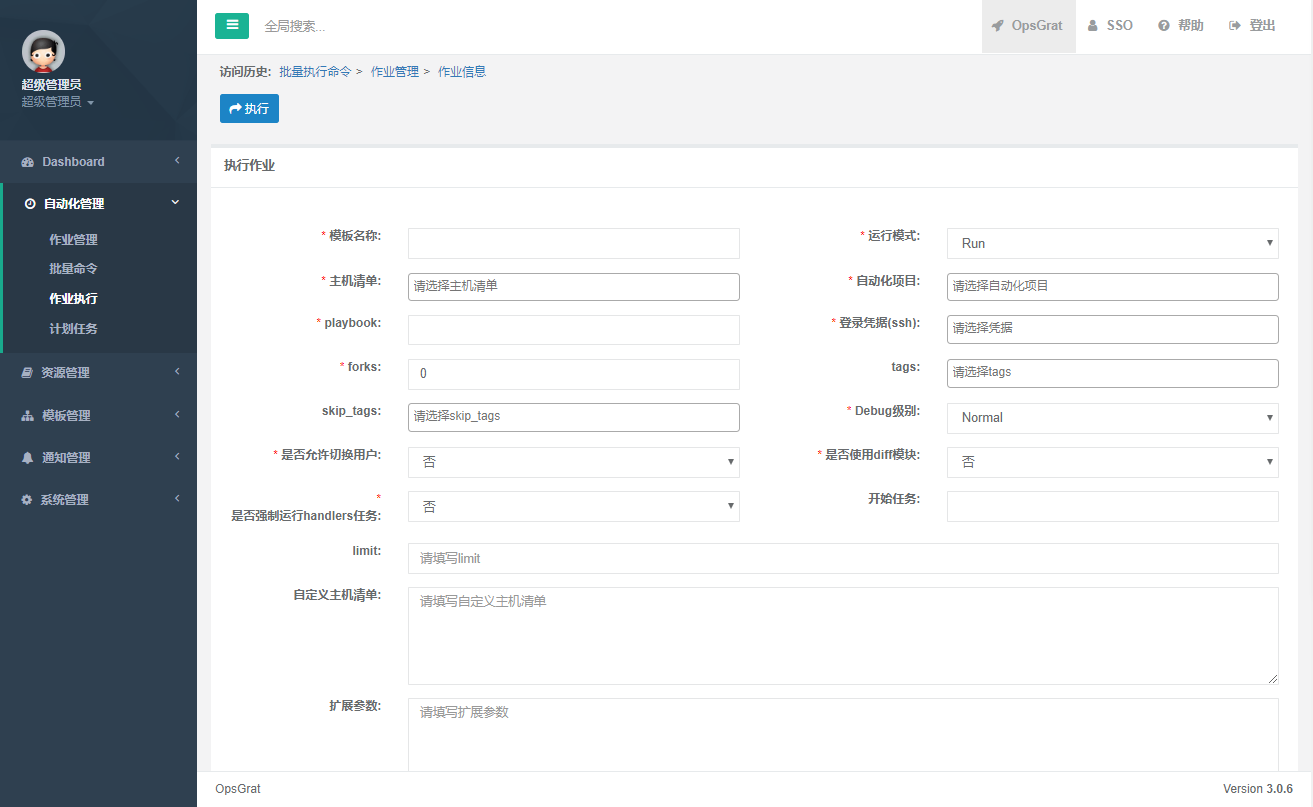 超级管理员
超级管理员
Dashboard
自动化管理
作业管理
批量命令
作业执行
计划任务
资源管理
模板管理
通知管理
系统管理
全局搜索...
OpsGrat
SSO
帮助
登出
访问历史: 批量执行命令 > 作业管理 > 作业信息
执行
执行作业
* 模板名称:
* 运行模式: Run
* 主机清单: 请选择主机清单
* 自动化项目: 请选择自动化项目
* playbook:
* 登录凭据(ssh): 请选择凭据
* forks: 0
tags: 请选择tags
skip_tags: 请选择skip_tags
* Debug级别: Normal
* 是否允许切换用户: 否
* 是否使用diff模块: 否
*
是否强制运行handlers任务: 否
开始任务:
limit: 请填写limit
自定义主机清单: 请填写自定义主机清单
扩展参数: 请填写扩展参数
OpsGrat
Version 3.0.6